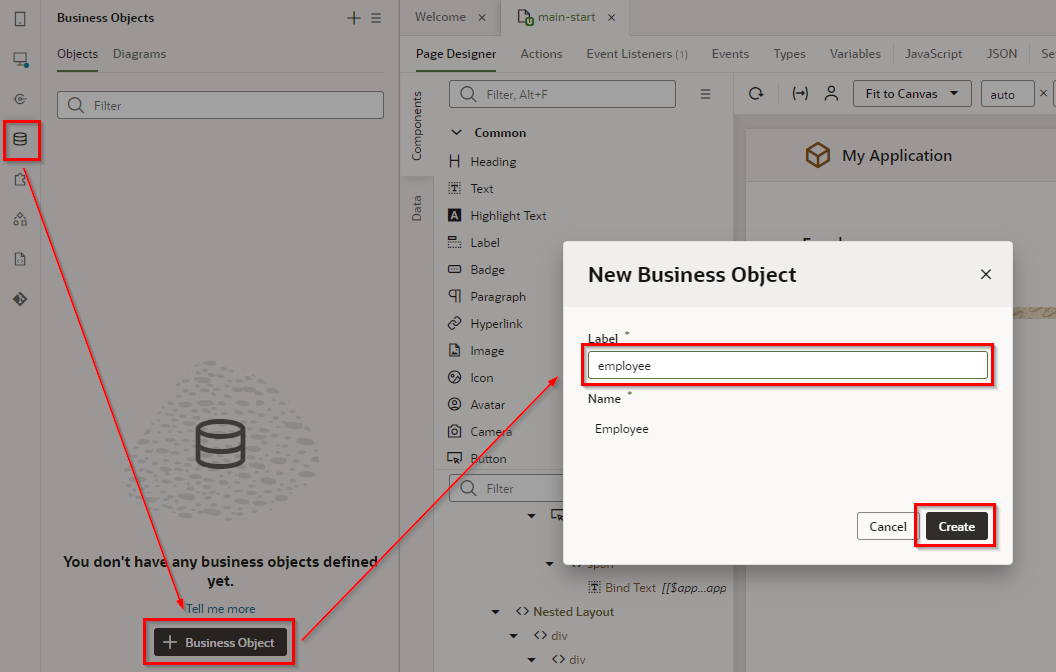 Business Objects
Objects
Diagrams
Filter
You don't have any business objects defined
yet.
Tell me more
Business Object
Welcome
main-start
Page Designer
Actions
Event Listeners (1)
Events
Types
Variables
JavaScript
JSON
Components
Data
Filter, Alt+F
Common
Heading
Text
Highlight Text
Label
Badge
Paragraph
Hyperlink
Image
Icon
Avatar
Camera
Button
Filter
span
Bind Text [[$app...app
<> Nested Layout
<> div
<> div
Fit to Canvas
auto
My Application
New Business Object
Label *
employee
Name *
Employee
Cancel
Create